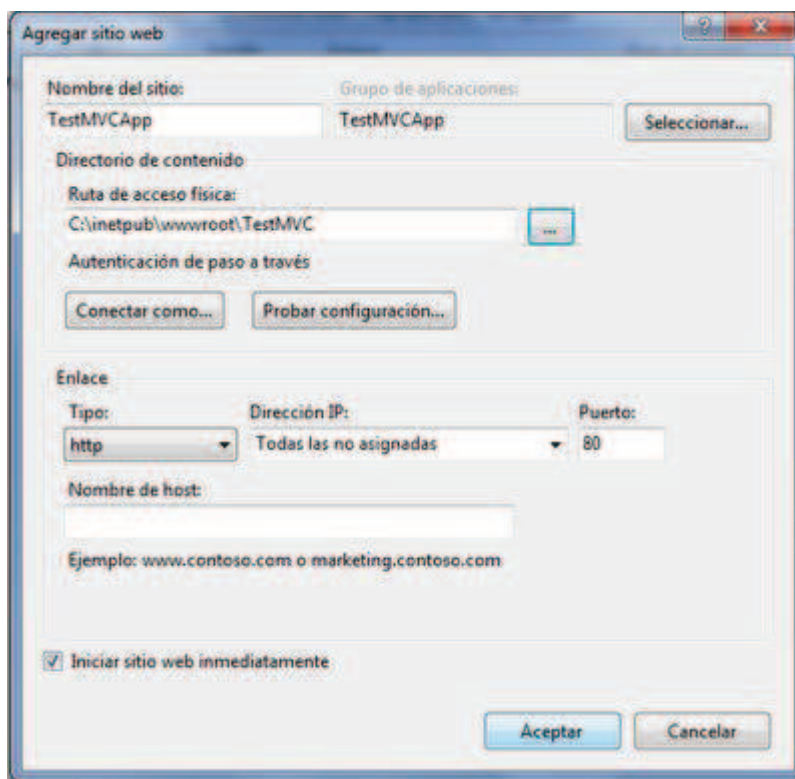 Agregar sitio web
Nombre del sitio: Grupo de aplicaciones:
TestMVCApp TestMVCApp Seleccionar...
Directorio de contenido
Ruta de acceso física:
C:\inetpub\wwwroot\TestMVC ...
Autenticación de paso a través
Conectar como... Probar configuración...
Enlace
Tipo: Dirección IP: Puerto:
http Todas las no asignadas 80
Nombre de host:
Ejemplo: www.contoso.com o marketing.contoso.com
Iniciar sitio web inmediatamente
Aceptar Cancelar